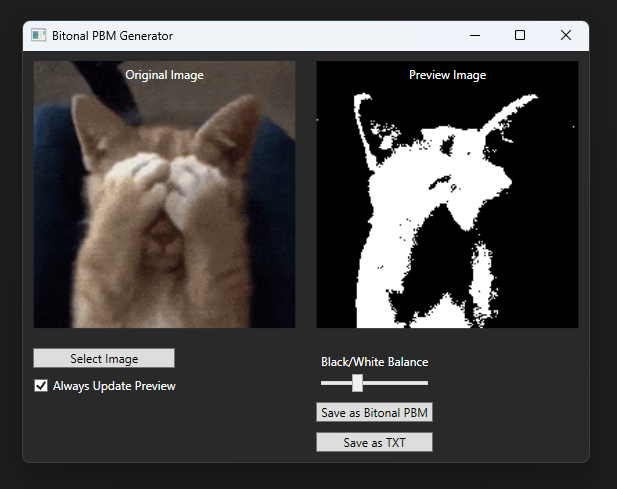 Bitonal PBM Generator
Original Image
Preview Image
Select Image
Always Update Preview
Black/White Balance
Save as Bitonal PBM
Save as TXT